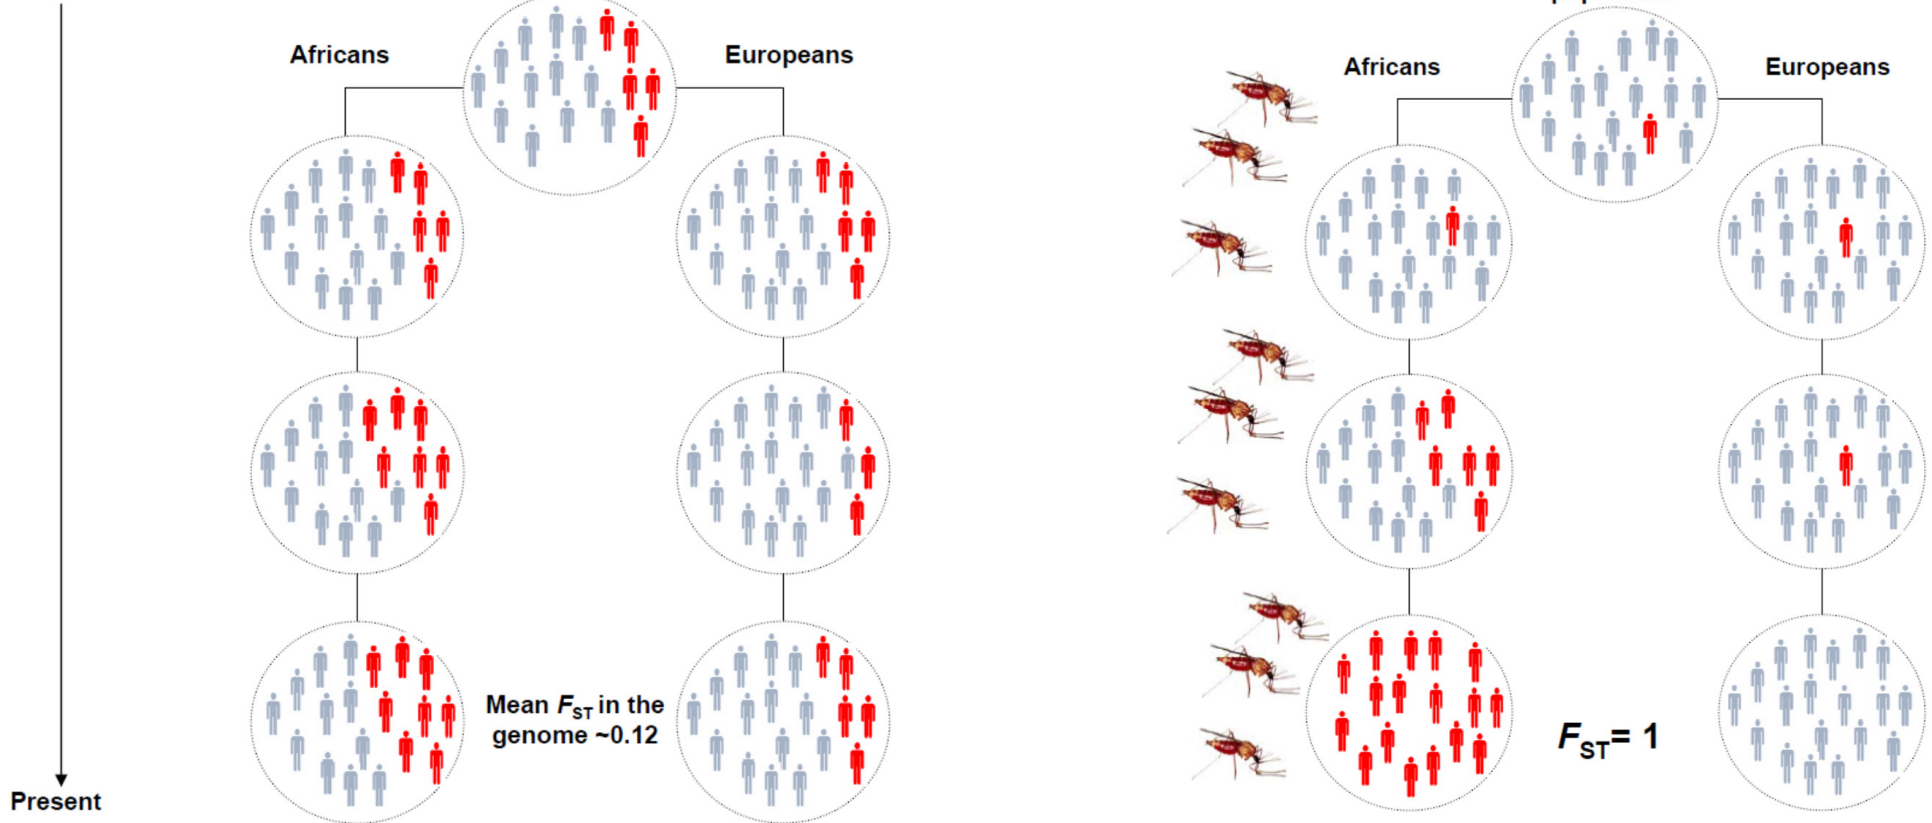 Africans
Europeans
Africans
Europeans
Mean FST in the
genome ~0.12
FST= 1
Present